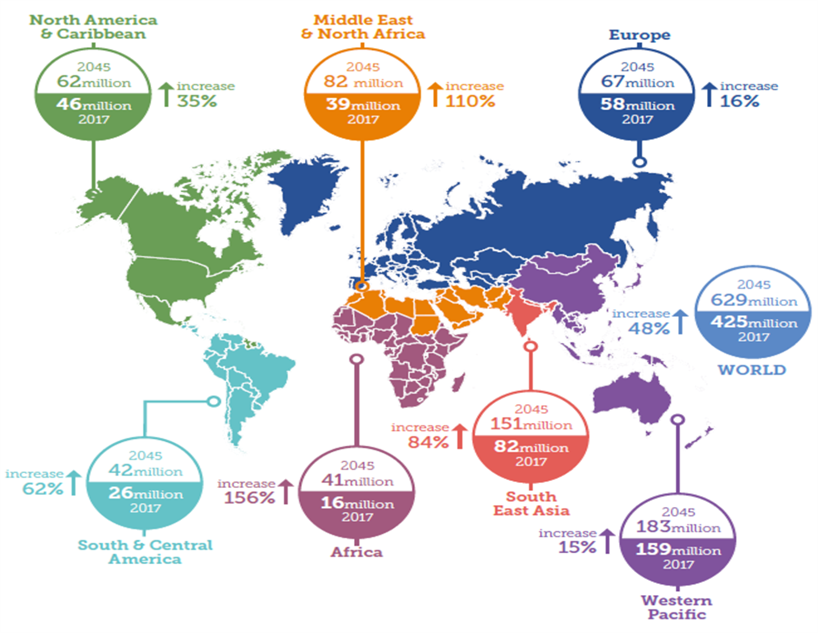 North America
& Caribbean
2045
62million
46million
2017
increase
35%
Middle East
& North Africa
2045
82 million
39million
2017
increase
110%
Europe
2045
67million
58million
2017
increase
16%
2045
629million
425million
2017
WORLD
increase
48%
2045
42million
26million
2017
South & Central
America
increase
62%
2045
41million
16million
2017
Africa
increase
156%
2045
151million
82million
2017
South
East Asia
increase
84%
2045
183million
159million
2017
Western
Pacific
increase
15%